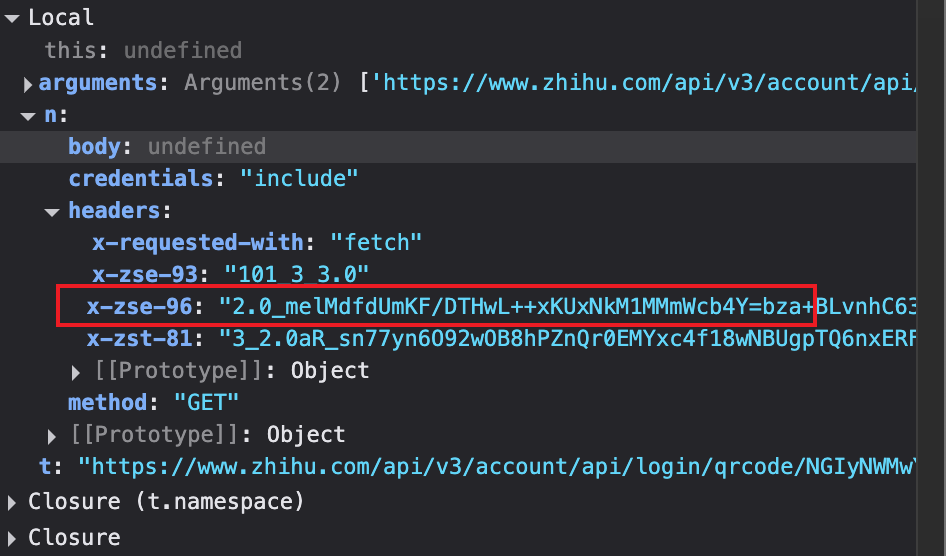 Local
this: undefined
arguments: Arguments(2) ['https://www.zhihu.com/api/v3/account/api/
n:
body: undefined
credentials: "include"
headers:
x-requested-with: "fetch"
x-zse-93: "101_3_3.0"
x-zse-96: "2.0_melMdfdUmKF/DTHwL++xKUxNkM1MMmWcb4Y=bza+BLvnhC63
x-zst-81: "3_2.0aR_sn77yn6O92wOB8hPZnQr0EMYxc4f18wNBUgpTQ6nxERF
[[Prototype]]: Object
method: "GET"
[[Prototype]]: Object
t: "https://www.zhihu.com/api/v3/account/api/login/qrcode/NGIyNWMwY
Closure (t.namespace)
Closure